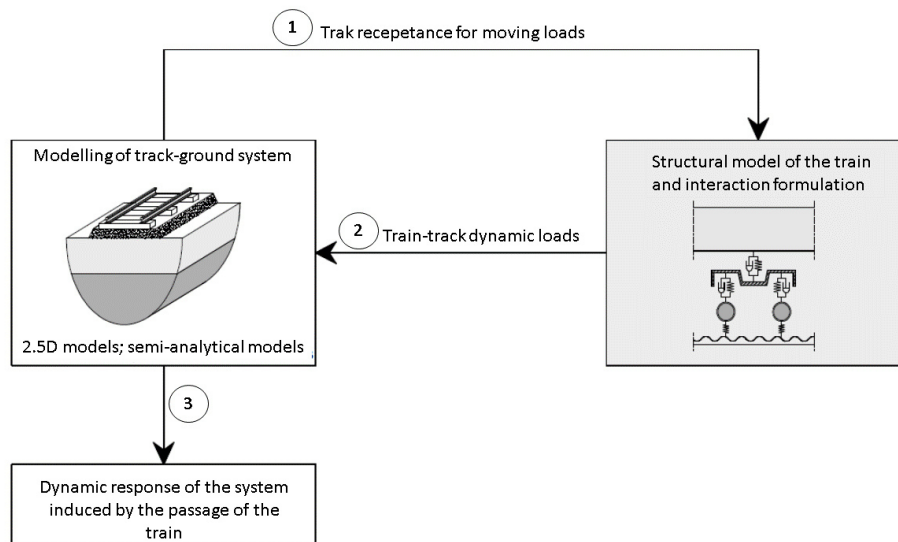 1
Trak recepetance for moving loads
Modelling of track-ground system
2.5D models; semi-analytical models
Structural model of the train
and interaction formulation
2
Train-track dynamic loads
3
Dynamic response of the system
induced by the passage of the
train